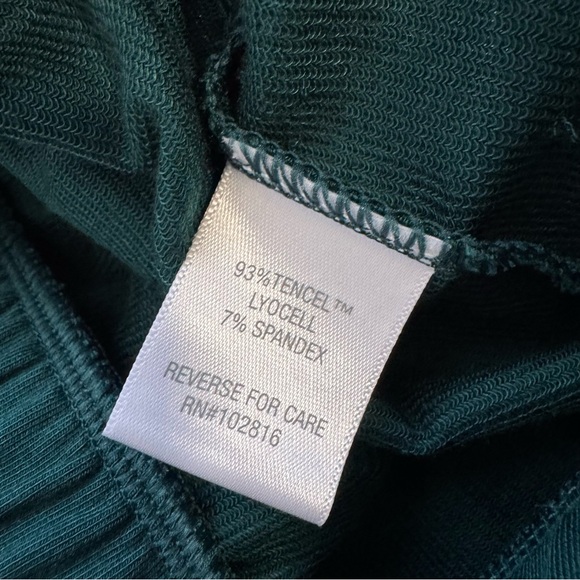 93%TENCEL™
LYOCELL
7% SPANDEX
REVERSE FOR CARE
RN#102816